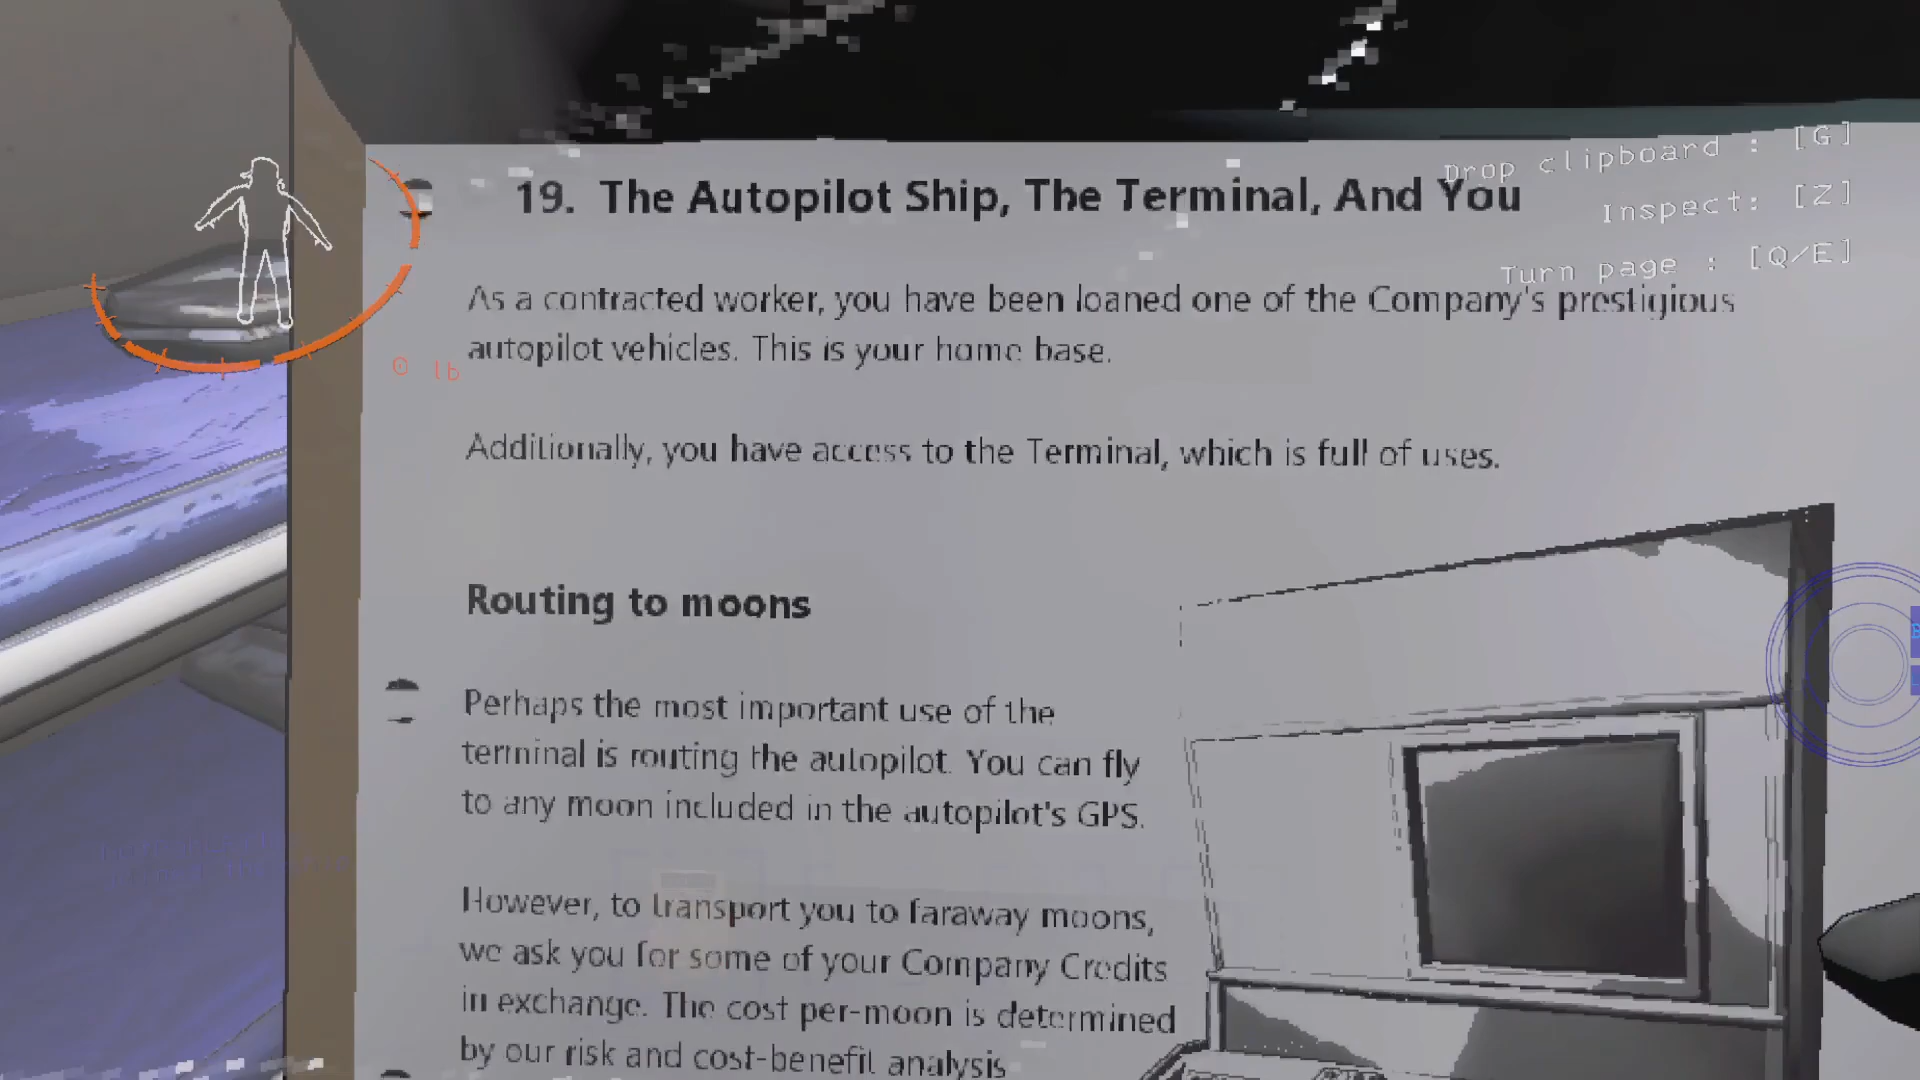 19. The Autopilot Ship, The Terminal, And You
Drop clipboard : [G]
Inspect: [Z]
Turn page : [Q/E]
As a contracted worker, you have been loaned one of the Company's prestigious
autopilot vehicles. This is your home base.
0 lb
Additionally, you have access to the Terminal, which is full of uses.
Routing to moons
Perhaps the most important use of the
terminal is routing the autopilot. You can fly
to any moon included in the autopilot's GPS.
However, to transport you to faraway moons,
we ask you for some of your Company Credits
in exchange. The cost per-moon is determined
by our risk and cost-benefit analysis